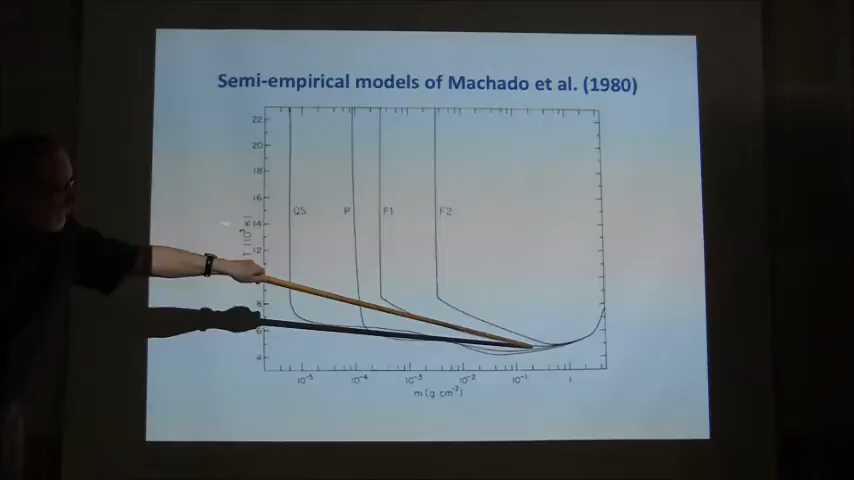 Semi-empirical models of Machado et al. (1980)
22
20
18
16
14
12
8
6
4
T [10³ K]
QS P F1 F2
10⁻⁵ 10⁻⁴ 10⁻³ 10⁻² 10⁻¹ 1
m [g cm⁻²]